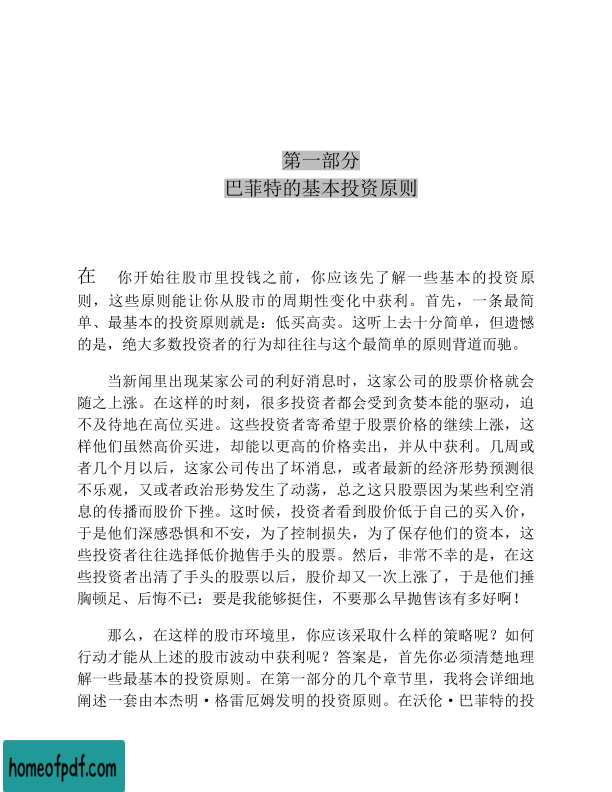 第一部分
巴菲特的基本投资原则
在 你开始往股市里投钱之前，你应该先了解一些基本的投资原
则，这些原则能让你从股市的周期性变化中获利。首先，一条最简
单、最基本的投资原则就是：低买高卖。这听上去十分简单，但遗憾
的是，绝大多数投资者的行为却往往与这个最简单的原则背道而驰。
当新闻里出现某家公司的利好消息时，这家公司的股票价格就会
随之上涨。在这样的时刻，很多投资者都会受到贪婪本能的驱动，迫
不及待地在高位买进。这些投资者寄希望于股票价格的继续上涨，这
样他们虽然高价买进，却能以更高的价格卖出，并从中获利。几周或
者几个月以后，这家公司传出了坏消息，或者最新的经济形势预测很
不乐观，又或者政治形势发生了动荡，总之这只股票因为某些利空消
息的传播而股价下挫。这时候，投资者看到股价低于自己的买入价，
于是他们深感恐惧和不安，为了控制损失，为了保存他们的资本，这
些投资者往往选择低价抛售手头的股票。然后，非常不幸的是，在这
些投资者出清了手头的股票以后，股价却又一次上涨了，于是他们捶
胸顿足、后悔不已：要是我能够挺住，不要那么早抛售该有多好啊！
那么，在这样的股市环境里，你应该采取什么样的策略呢？如何
行动才能从上述的股市波动中获利呢？答案是，首先你必须清楚地理
解一些最基本的投资原则。在第一部分的几个章节里，我将会详细地
阐述一套由本杰明·格雷厄姆发明的投资原则。在沃伦·巴菲特的投
homeofpdf.com